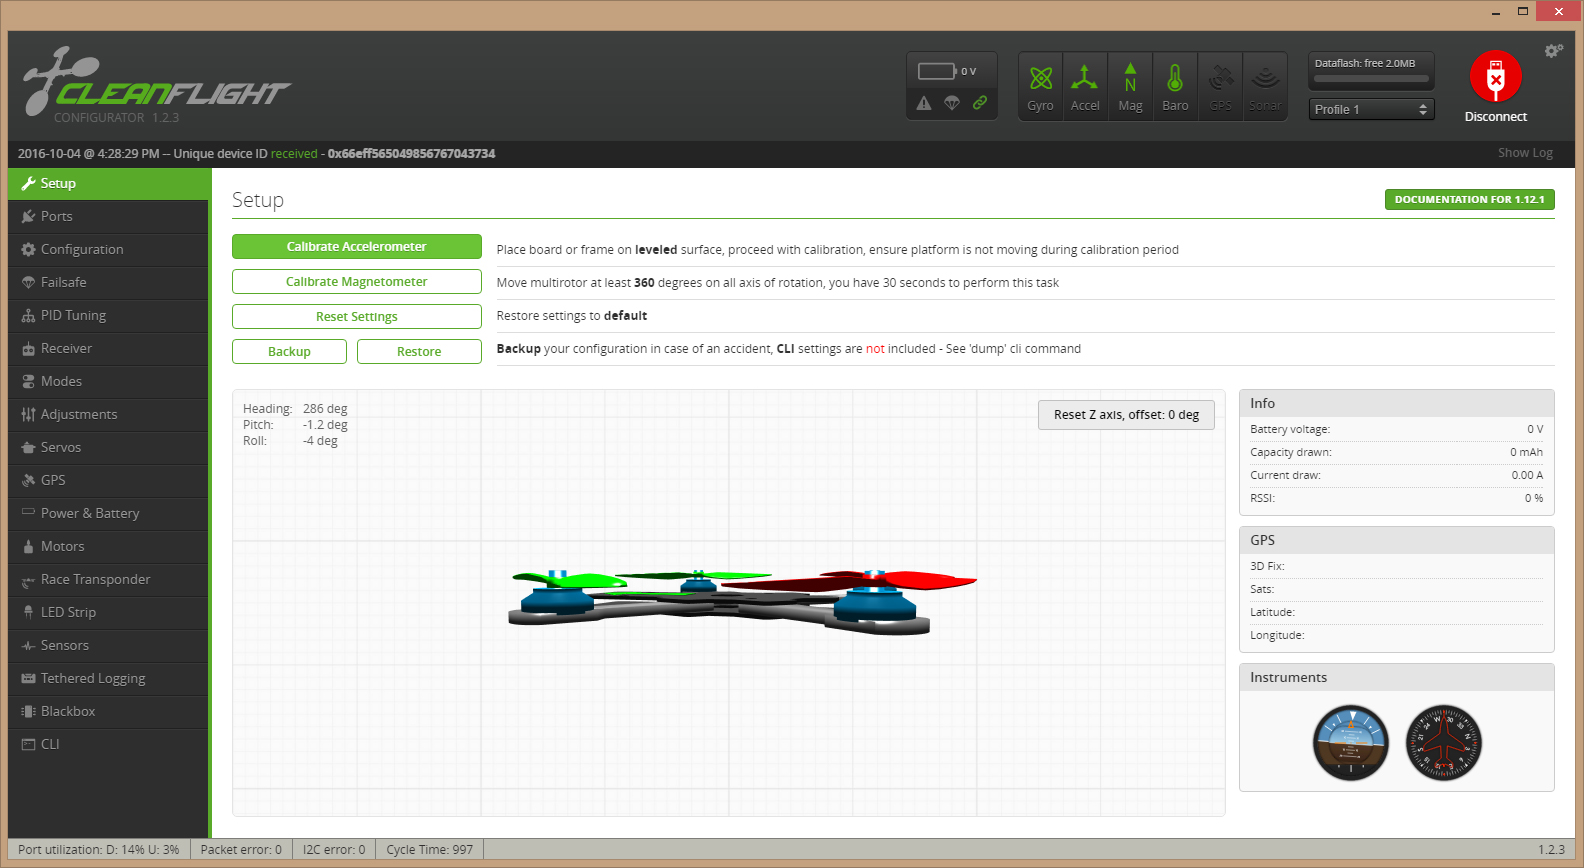 CLEANFLIGHT
CONFIGURATOR 1.2.3
0 V
Gyro
Accel
N
Mag
Baro
GPS
Sonar
Dataflash: free 2.0MB
Profile 1
Disconnect
2016-10-04 @ 4:28:29 PM -- Unique device ID received - 0x66eff565049856767043734
Show Log
Setup
Ports
Configuration
Failsafe
PID Tuning
Receiver
Modes
Adjustments
Servos
GPS
Power & Battery
Motors
Race Transponder
LED Strip
Sensors
Tethered Logging
Blackbox
CLI
Setup
DOCUMENTATION FOR 1.12.1
Calibrate Accelerometer
Place board or frame on leveled surface, proceed with calibration, ensure platform is not moving during calibration period
Calibrate Magnetometer
Move multirotor at least 360 degrees on all axis of rotation, you have 30 seconds to perform this task
Reset Settings
Restore settings to default
Backup
Restore
Backup your configuration in case of an accident, CLI settings are not included - See 'dump' cli command
Heading: 286 deg
Pitch: -1.2 deg
Roll: -4 deg
Reset Z axis, offset: 0 deg
Info
Battery voltage: 0 V
Capacity drawn: 0 mAh
Current draw: 0.00 A
RSSI: 0 %
GPS
3D Fix:
Sats:
Latitude:
Longitude:
Instruments
Port utilization: D: 14% U: 3%
Packet error: 0
I2C error: 0
Cycle Time: 997
1.2.3